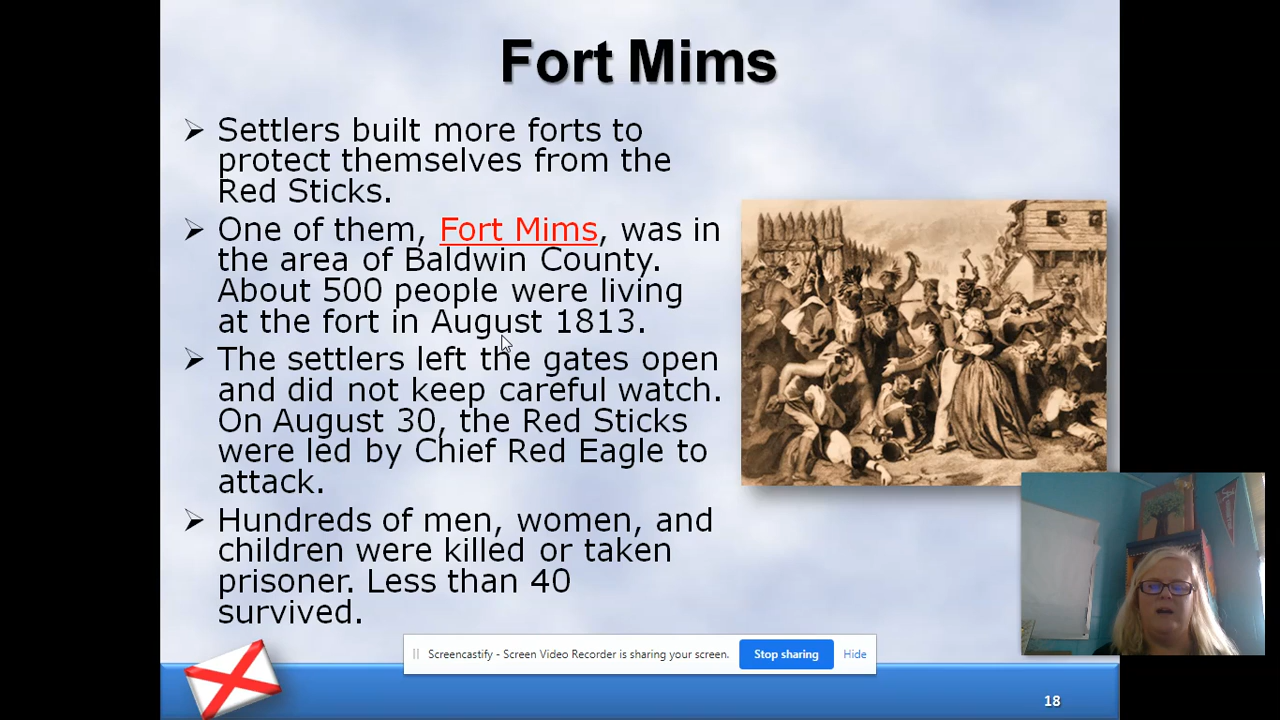 Fort Mims
➢ Settlers built more forts to
protect themselves from the
Red Sticks.
➢ One of them, Fort Mims, was in
the area of Baldwin County.
About 500 people were living
at the fort in August 1813.
➢ The settlers left the gates open
and did not keep careful watch.
On August 30, the Red Sticks
were led by Chief Red Eagle to
attack.
➢ Hundreds of men, women, and
children were killed or taken
prisoner. Less than 40
survived.
Screencastify - Screen Video Recorder is sharing your screen. Stop sharing Hide
18